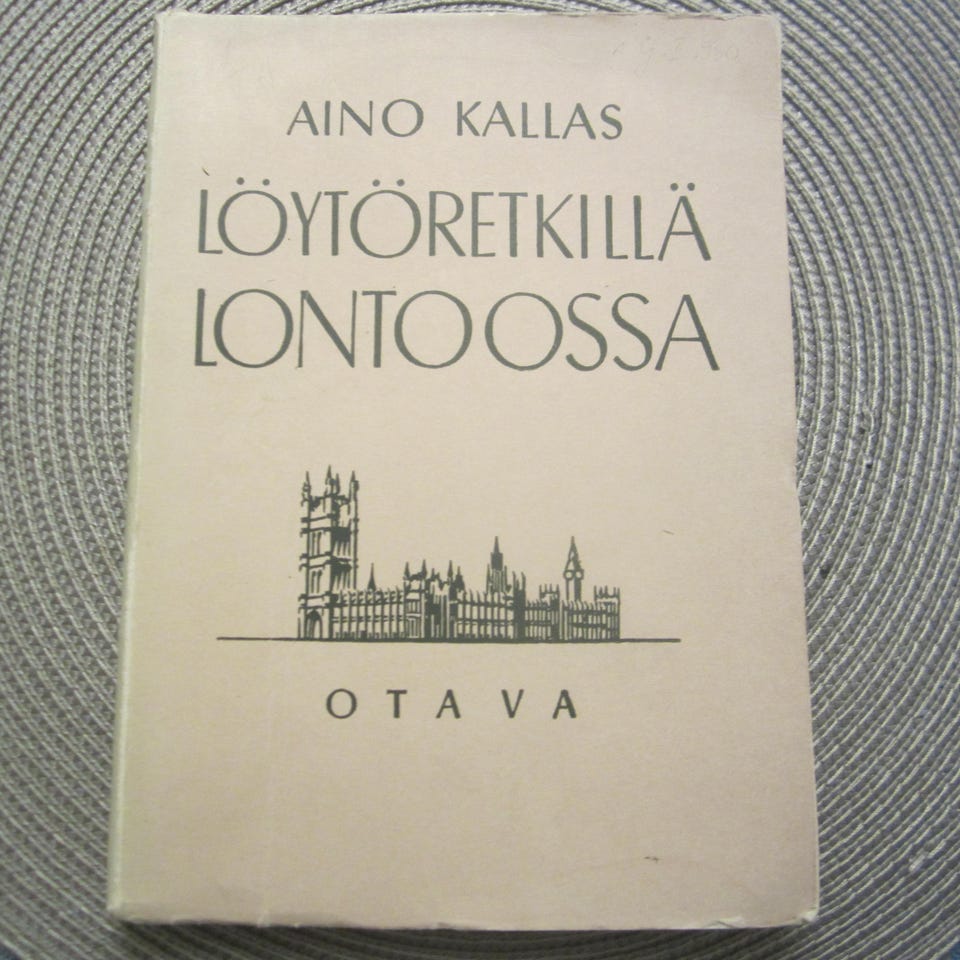 AINO KALLAS
LÖYTÖRETKILLÄ
LONTOOSSA
OTAVA